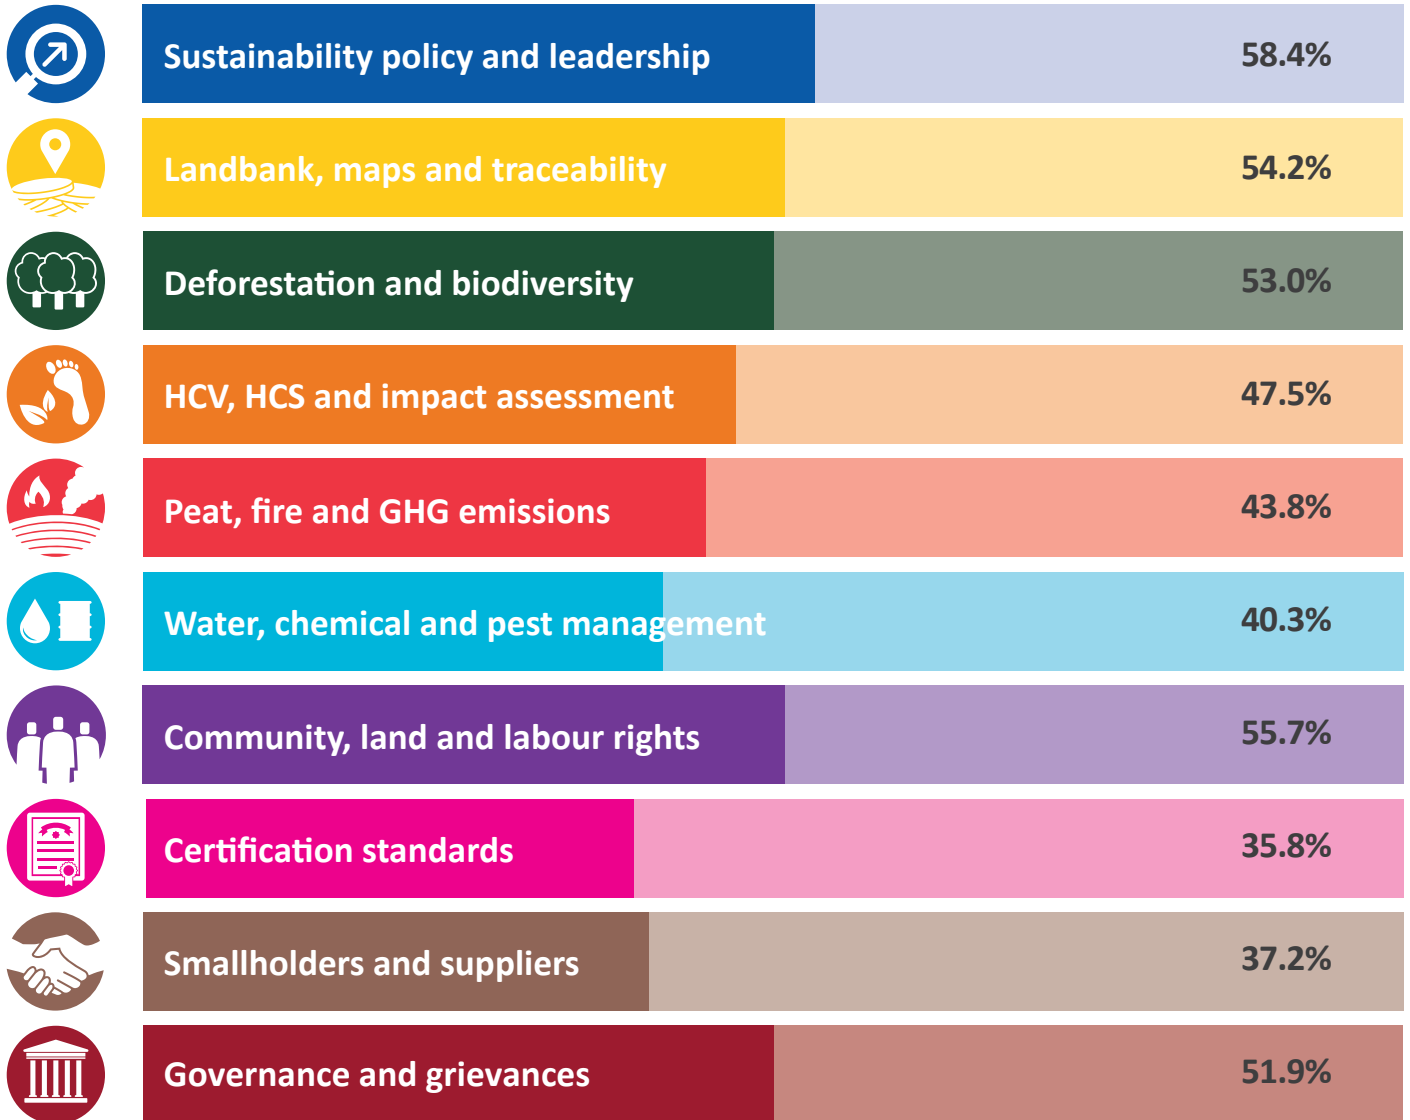 Sustainability policy and leadership 58.4%
Landbank, maps and traceability 54.2%
Deforestation and biodiversity 53.0%
HCV, HCS and impact assessment 47.5%
Peat, fire and GHG emissions 43.8%
Water, chemical and pest management 40.3%
Community, land and labour rights 55.7%
Certification standards 35.8%
Smallholders and suppliers 37.2%
Governance and grievances 51.9%